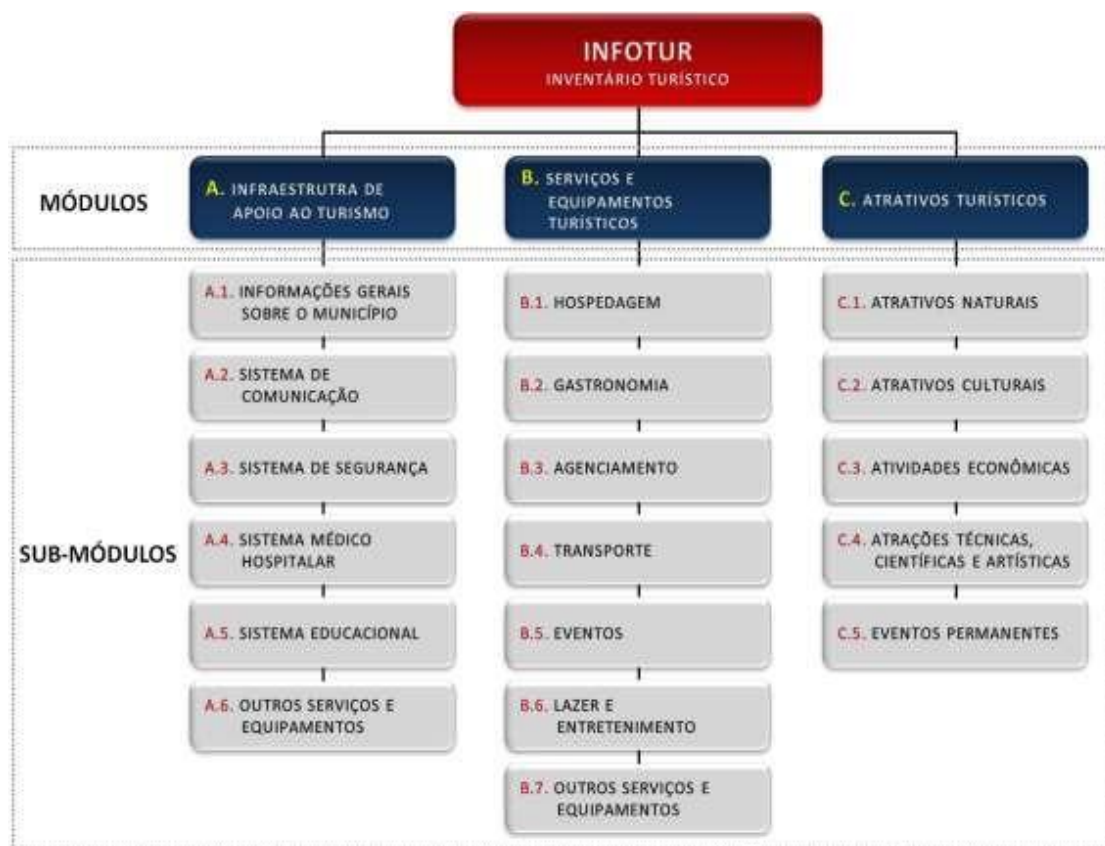 INFOTUR
INVENTÁRIO TURÍSTICO
MÓDULOS
A. INFRAESTRUTRA DE
APOIO AO TURISMO
B. SERVIÇOS E
EQUIPAMENTOS
TURÍSTICOS
C. ATRATIVOS TURÍSTICOS
SUB-MÓDULOS
A.1. INFORMAÇÕES GERAIS
SOBRE O MUNICÍPIO
A.2. SISTEMA DE
COMUNICAÇÃO
A.3. SISTEMA DE SEGURANÇA
A.4. SISTEMA MÉDICO
HOSPITALAR
A.5. SISTEMA EDUCACIONAL
A.6. OUTROS SERVIÇOS E
EQUIPAMENTOS
B.1. HOSPEDAGEM
B.2. GASTRONOMIA
B.3. AGENCIAMENTO
B.4. TRANSPORTE
B.5. EVENTOS
B.6. LAZER E
ENTRETENIMENTO
B.7. OUTROS SERVIÇOS E
EQUIPAMENTOS
C.1. ATRATIVOS NATURAIS
C.2. ATRATIVOS CULTURAIS
C.3. ATIVIDADES ECONÔMICAS
C.4. ATRAÇÕES TÉCNICAS,
CIENTÍFICAS E ARTÍSTICAS
C.5. EVENTOS PERMANENTES